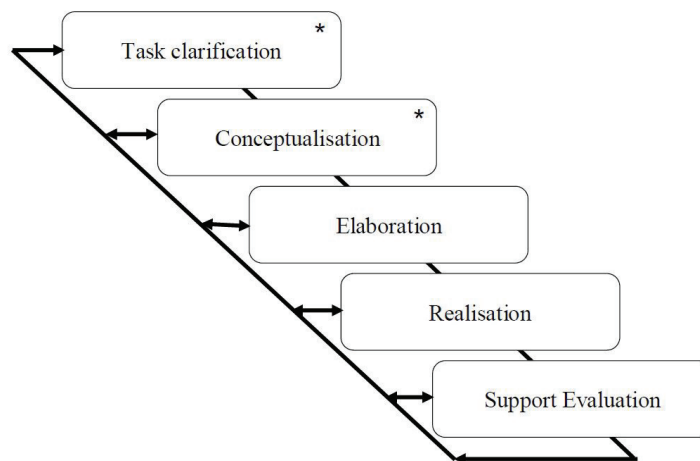 Task clarification *
Conceptualisation *
Elaboration
Realisation
Support Evaluation